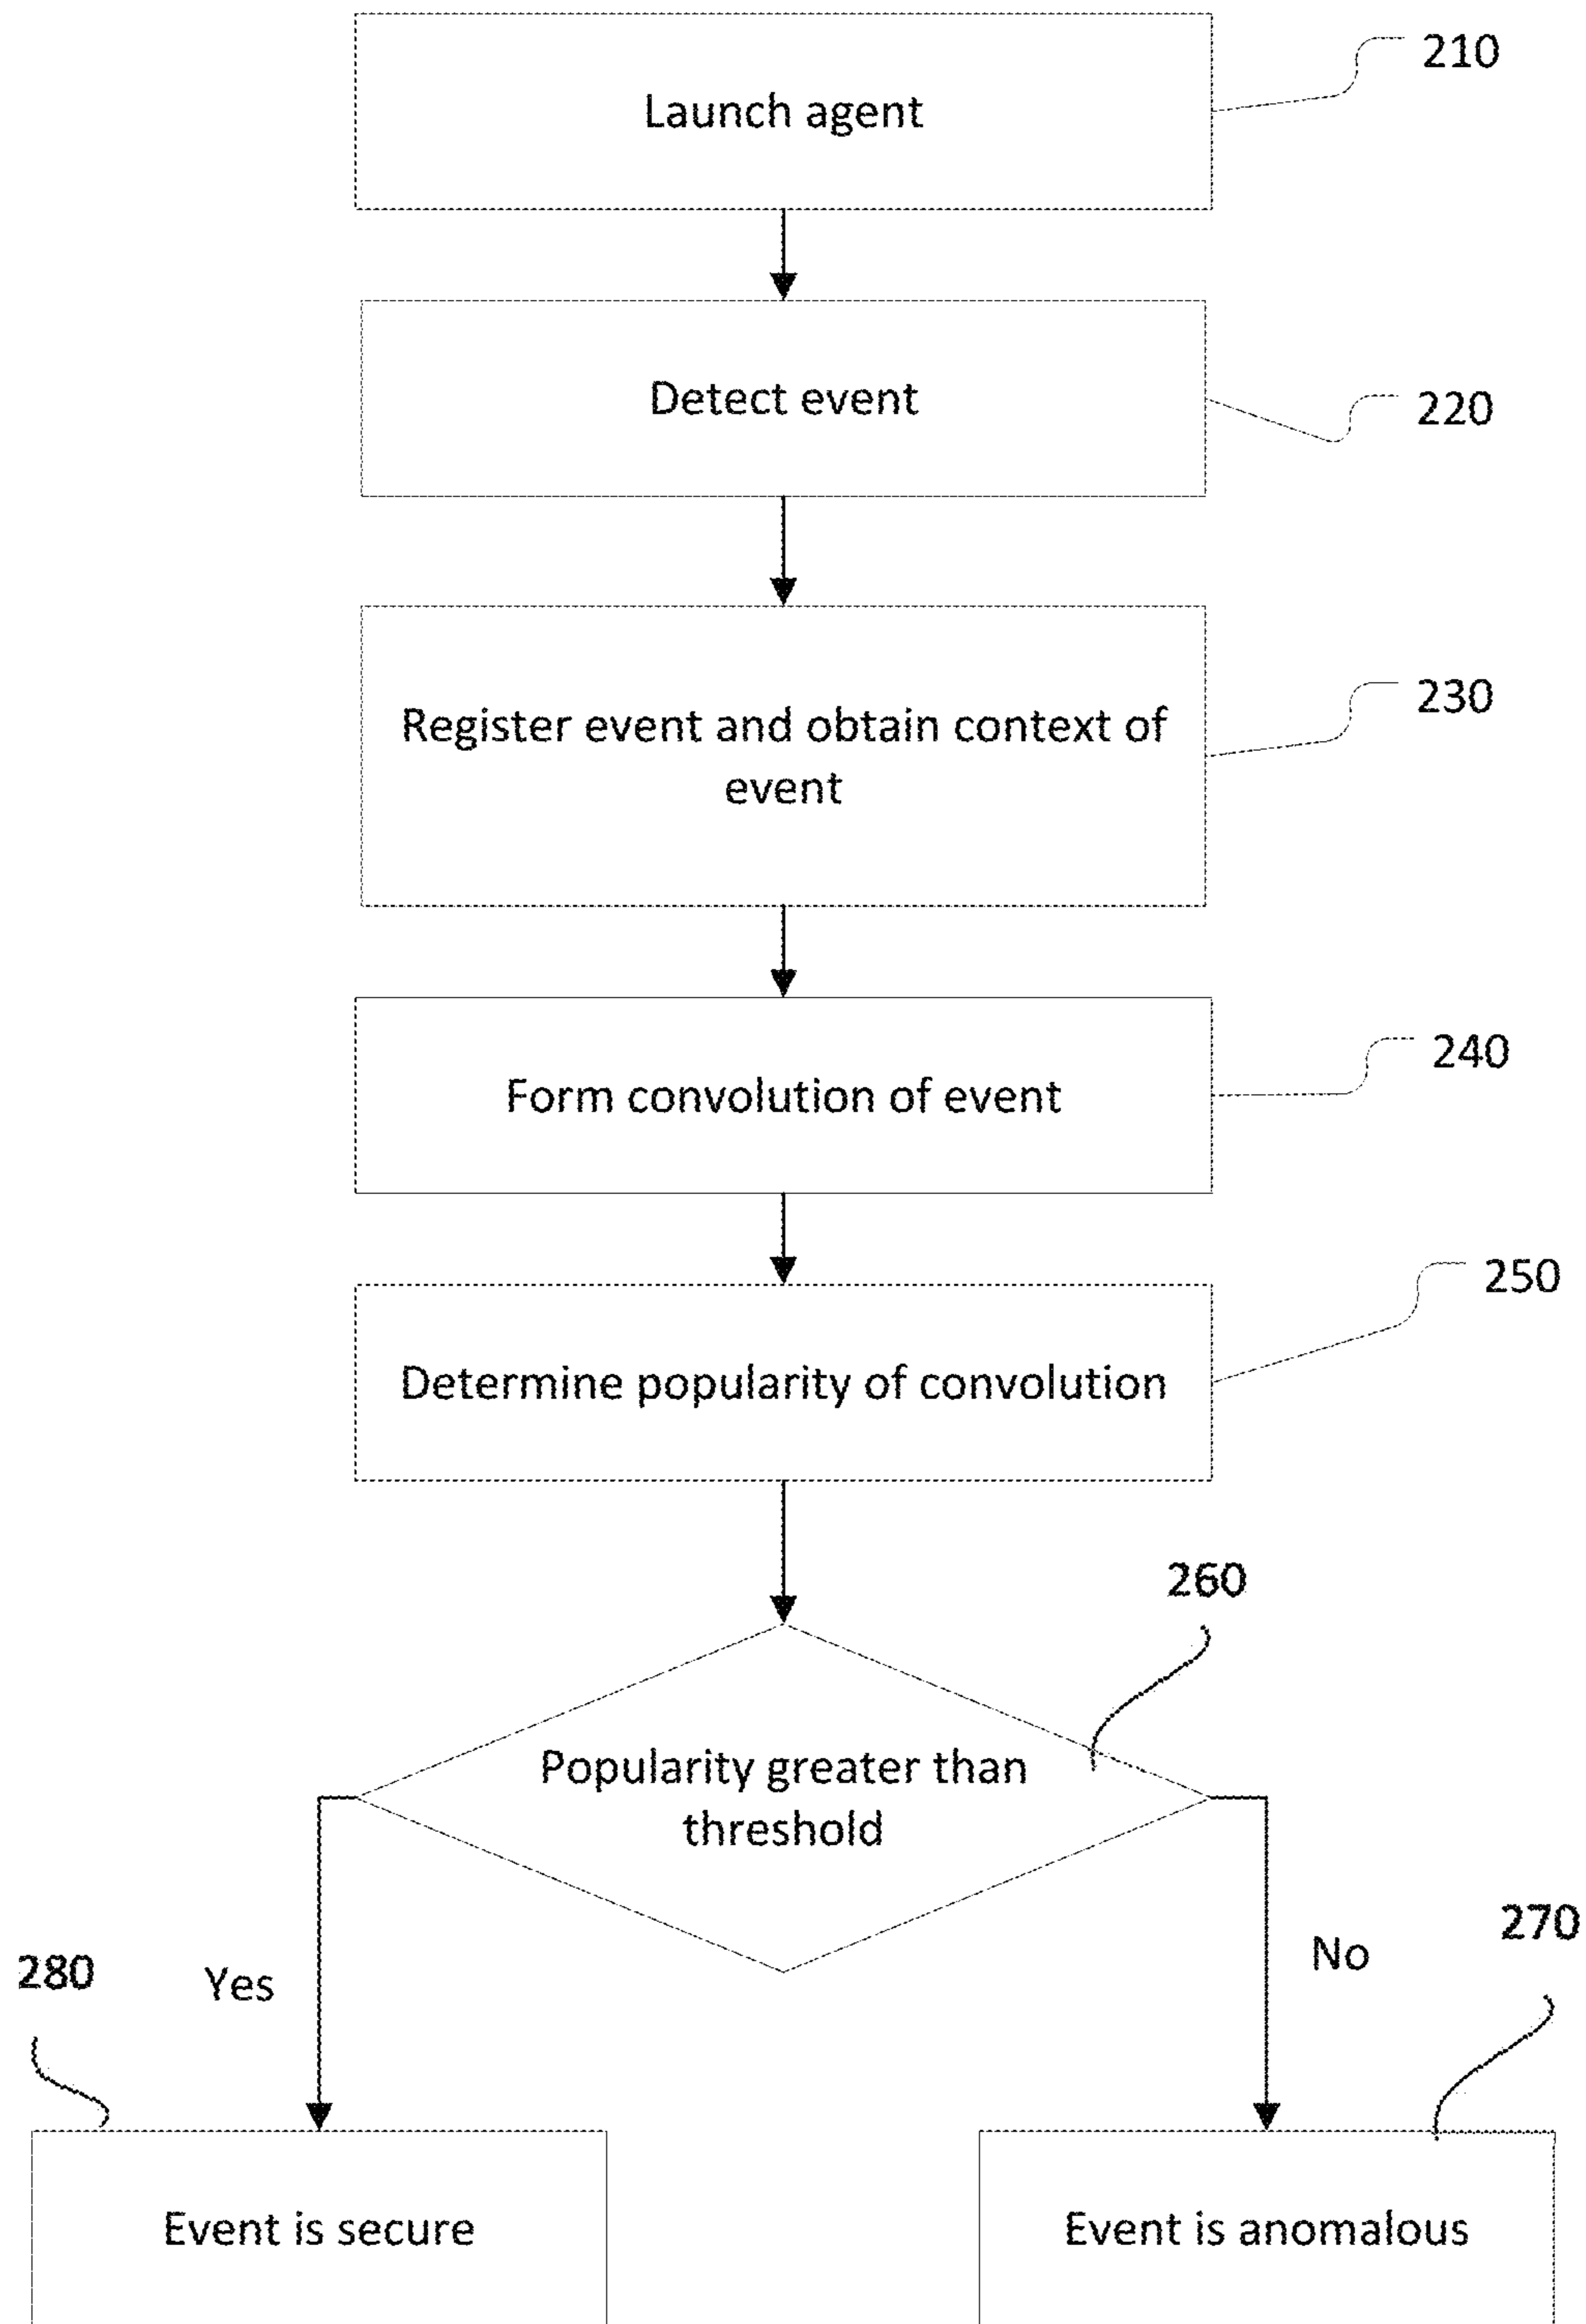 Launch agent
210
Detect event
220
Register event and obtain context of
event
230
Form convolution of event
240
Determine popularity of convolution
250
260
Popularity greater than
threshold
280
Yes
No
270
Event is secure
Event is anomalous